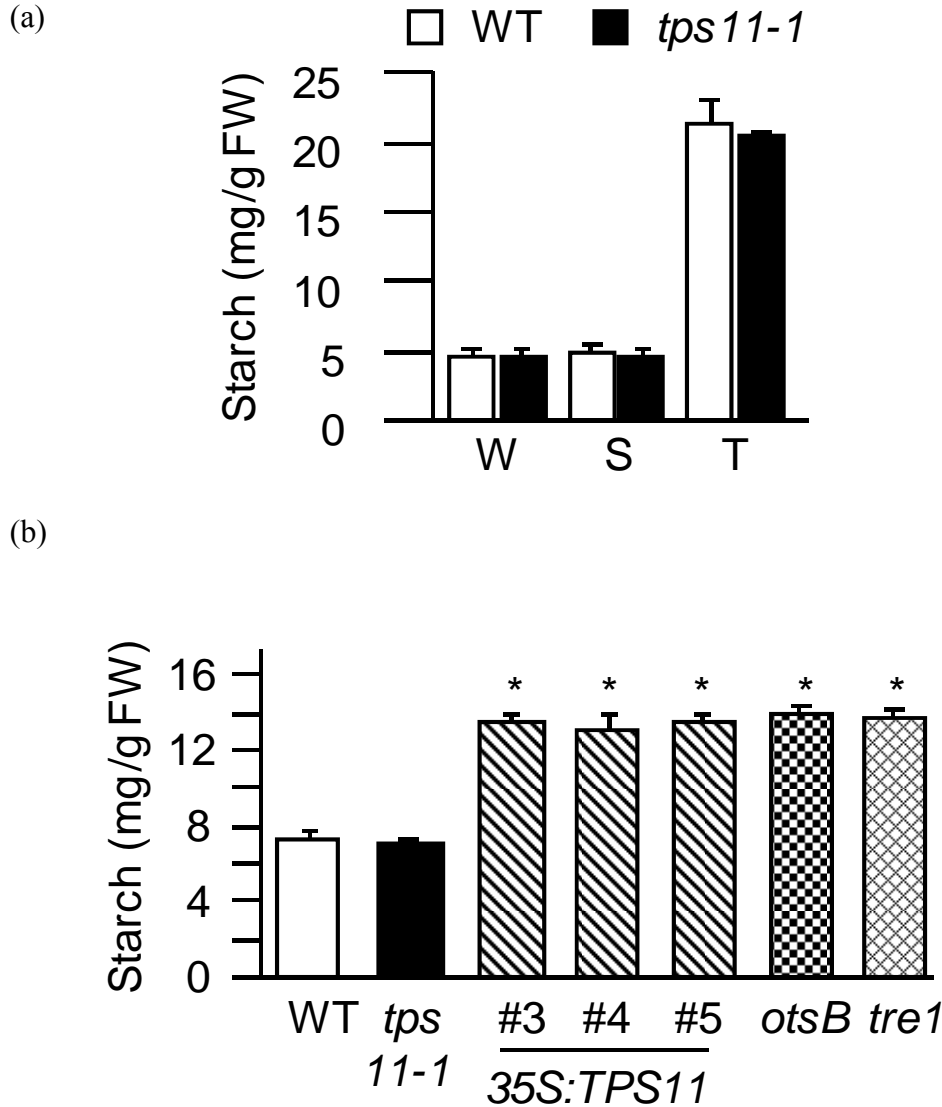 (a)
WT tps11-1
Starch (mg/g FW)
25
20
15
10
5
0
W S T
(b)
Starch (mg/g FW)
16
12
8
4
0
* * * * *
WT tps #3 #4 #5 otsB tre1
11-1 35S:TPS11